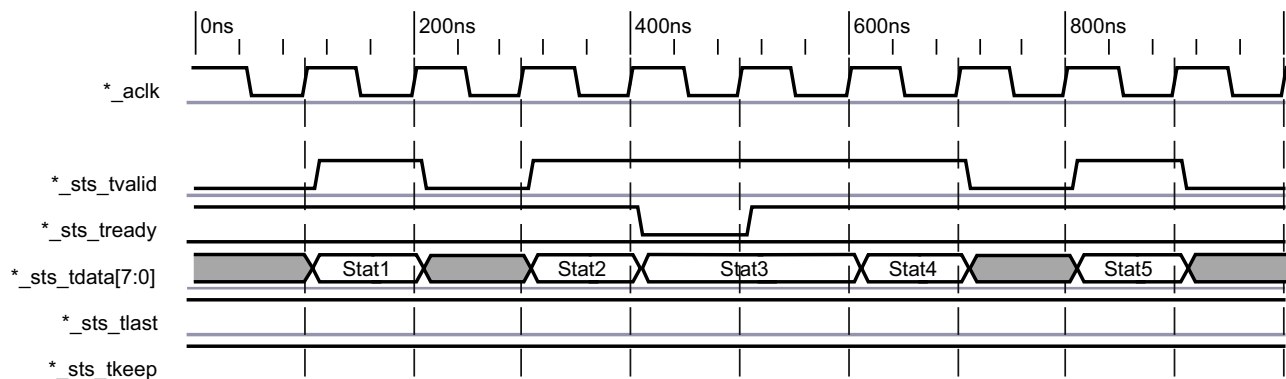 0ns 200ns 400ns 600ns 800ns
*_aclk
*_sts_tvalid
*_sts_tready
*_sts_tdata[7:0] Stat1 Stat2 Stat3 Stat4 Stat5
*_sts_tlast
*_sts_tkeep